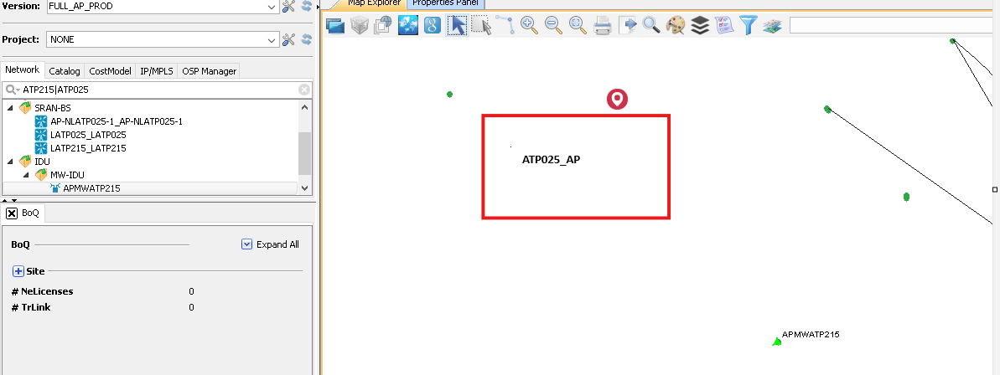 Version: FULL_AP_PROD
Project: NONE
Network Catalog CostModel IP/MPLS OSP Manager
ATP215|ATP025
SRAN-BS
AP-NLATP025-1_AP-NLATP025-1
LATP025_LATP025
LATP215_LATP215
IDU
MW-IDU
APMWATP215
BoQ
BoQ Expand All
Site
# NeLicenses 0
# TrLink 0
Map Explorer Properties Panel
8
ATP025_AP
APMWATP215